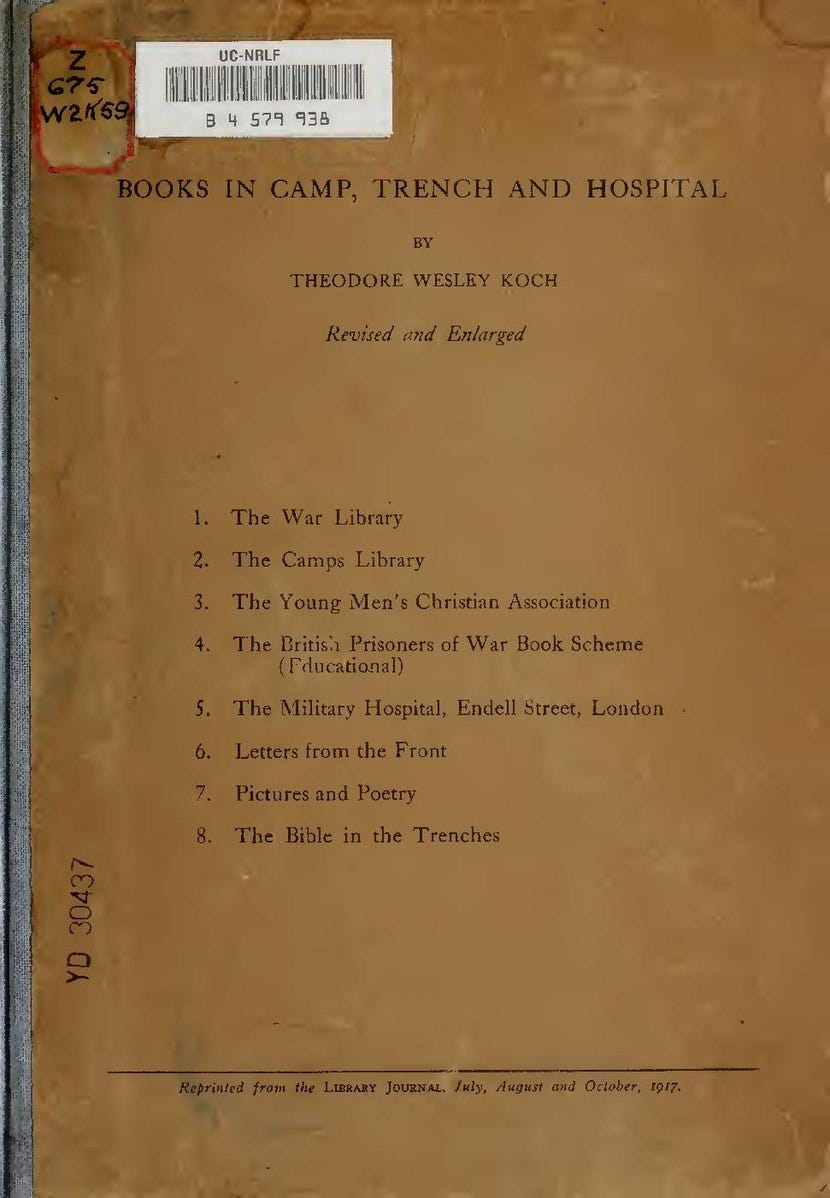 Z
675
W2K59
UC-NRLF
B 4 579 938
BOOKS IN CAMP, TRENCH AND HOSPITAL
BY
THEODORE WESLEY KOCH
Revised and Enlarged
1. The War Library
2. The Camps Library
3. The Young Men's Christian Association
4. The British Prisoners of War Book Scheme
(Educational)
5. The Military Hospital, Endell Street, London
6. Letters from the Front
7. Pictures and Poetry
8. The Bible in the Trenches
YD 30437
Reprinted from the LIBRARY JOURNAL, July, August and October, 1917.